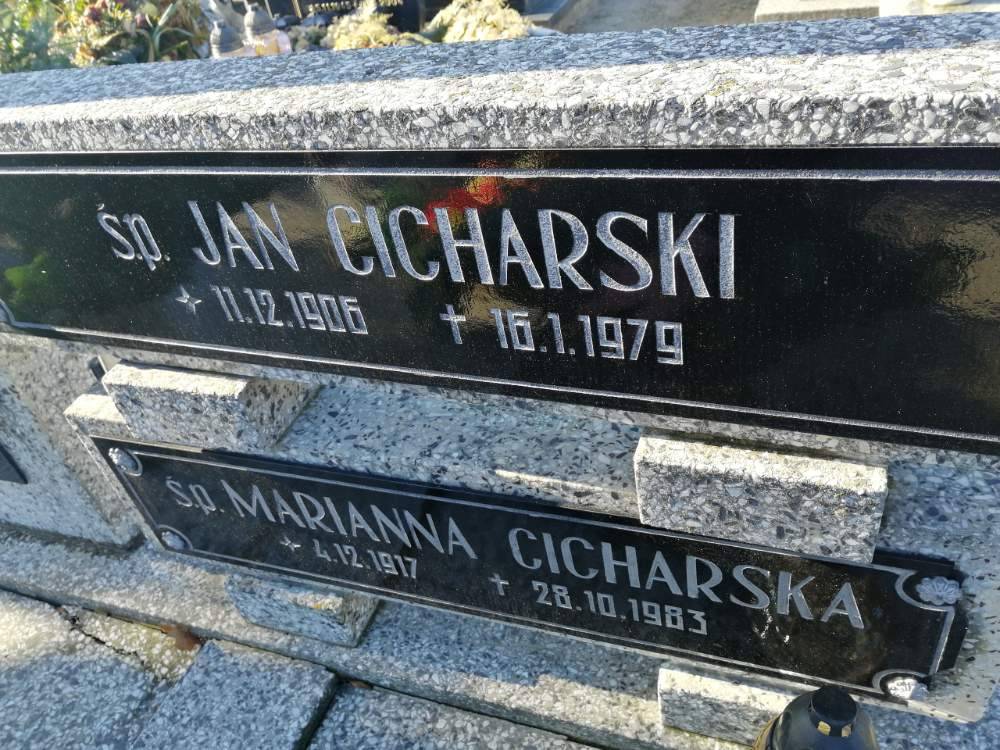 śp. JAN CICHARSKI
11.12.1906 † 16.1.1979
śp. MARIANNA CICHARSKA
4.12.1917 † 28.10.1983